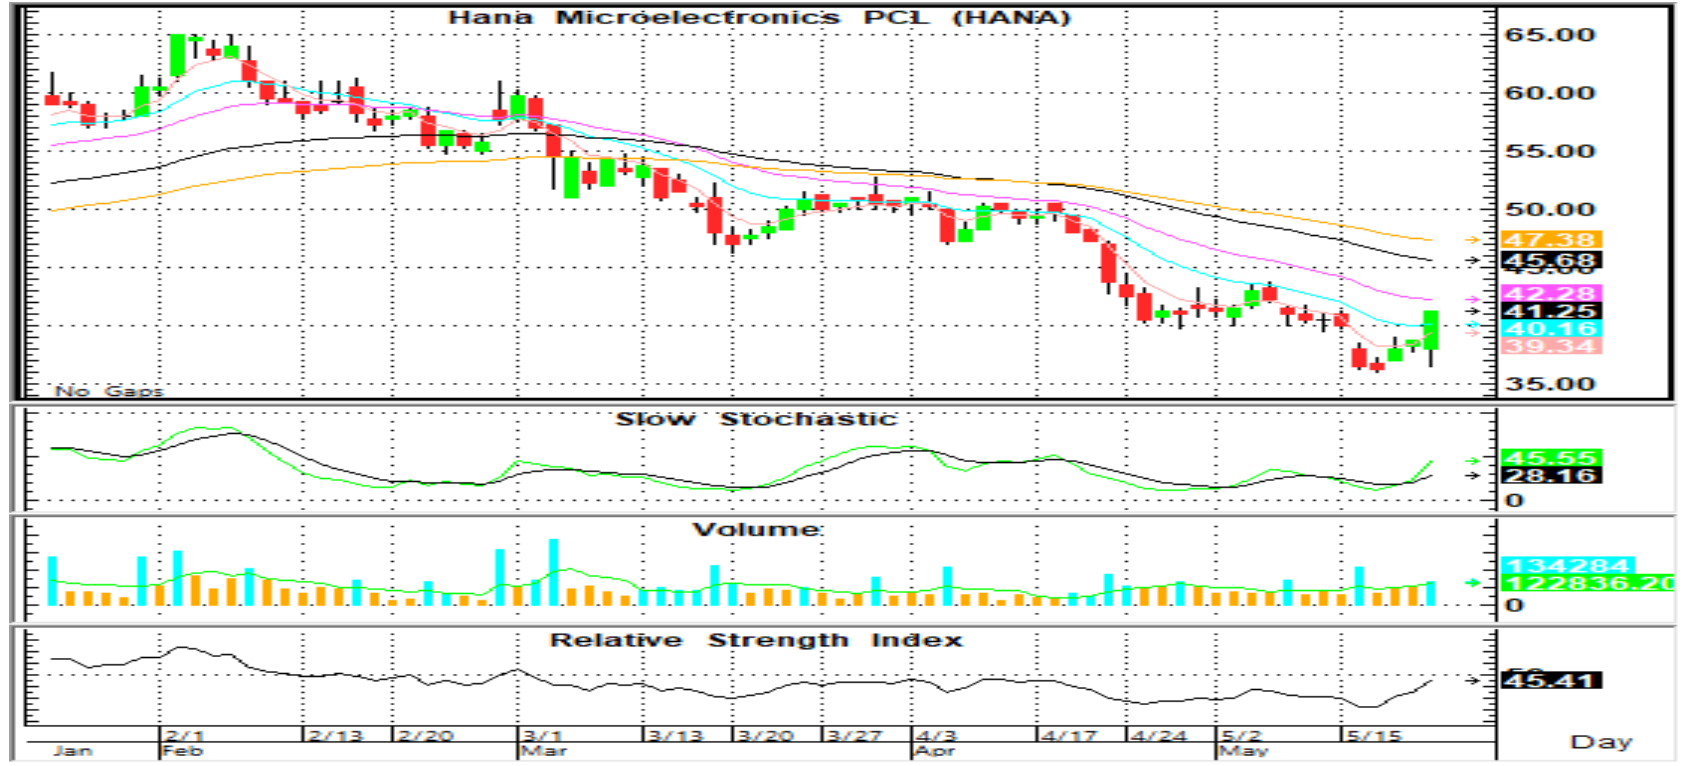 Hana Microelectronics PCL (HANA)
65.00
60.00
55.00
50.00
47.38
45.68
45.00
42.28
41.25
40.16
39.34
35.00
No Gaps
Slow Stochastic
45.55
28.16
0
Volume
134284
122836.20
0
Relative Strength Index
45.41
2/1 2/13 2/20 3/1 3/13 3/20 3/27 4/3 4/17 4/24 5/2 5/15
Jan Feb Mar Apr May
Day